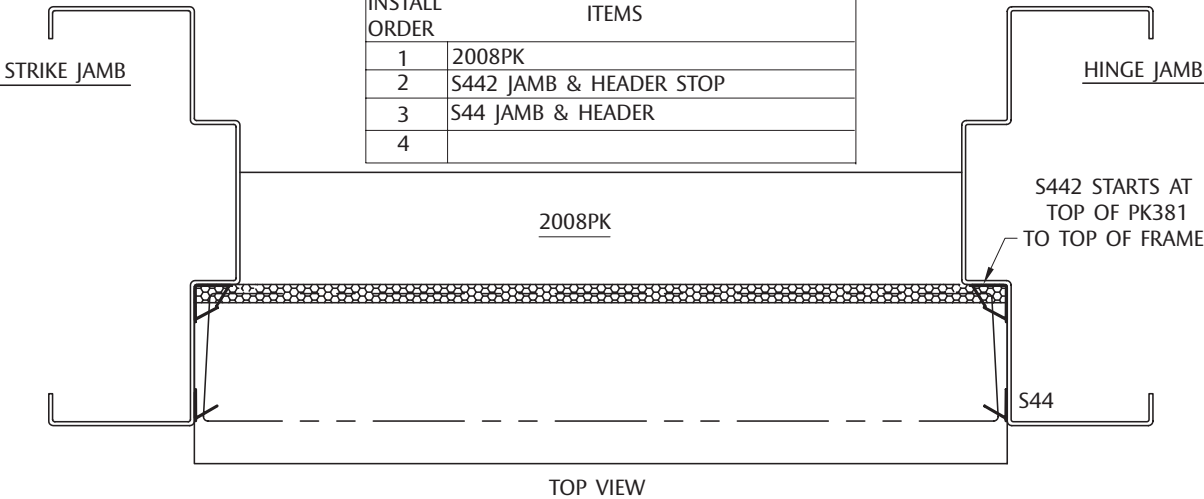 INSTALL
ORDER
ITEMS
1 2008PK
2 S442 JAMB & HEADER STOP
3 S44 JAMB & HEADER
4
STRIKE JAMB
HINGE JAMB
2008PK
S442 STARTS AT
TOP OF PK381
TO TOP OF FRAME
S44
TOP VIEW